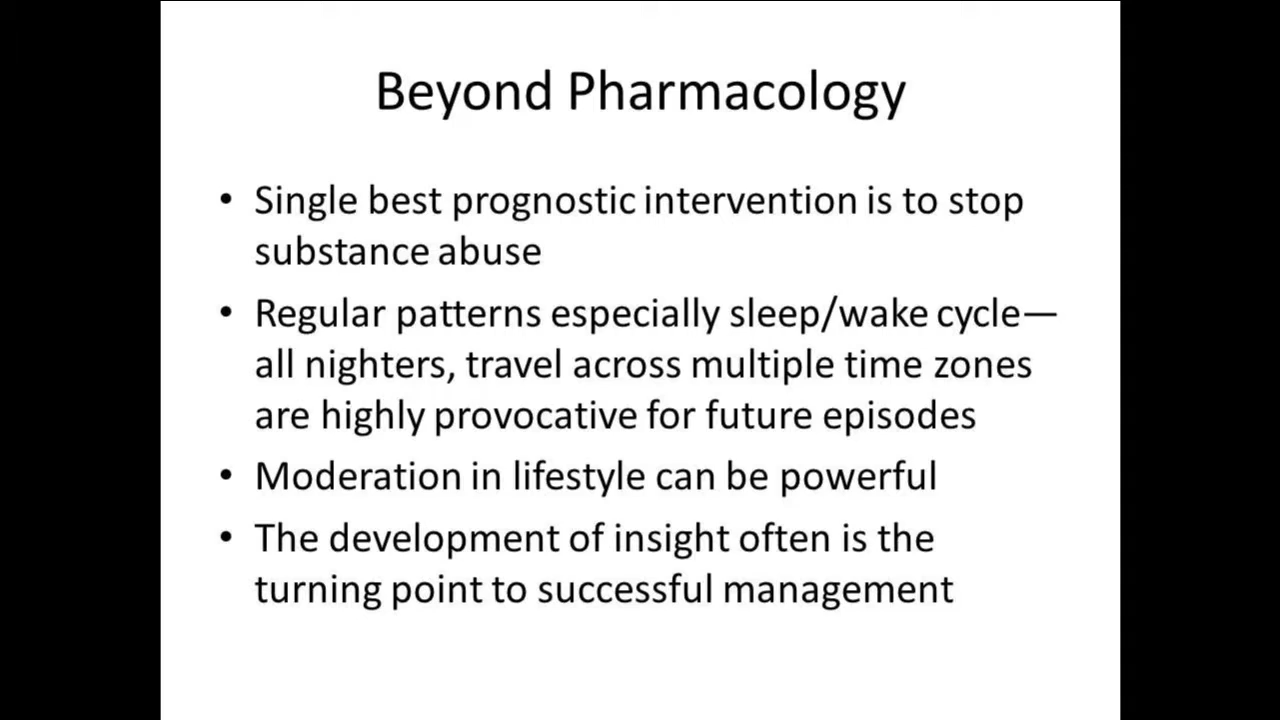 Beyond Pharmacology
• Single best prognostic intervention is to stop
substance abuse
• Regular patterns especially sleep/wake cycle—
all nighters, travel across multiple time zones
are highly provocative for future episodes
• Moderation in lifestyle can be powerful
• The development of insight often is the
turning point to successful management